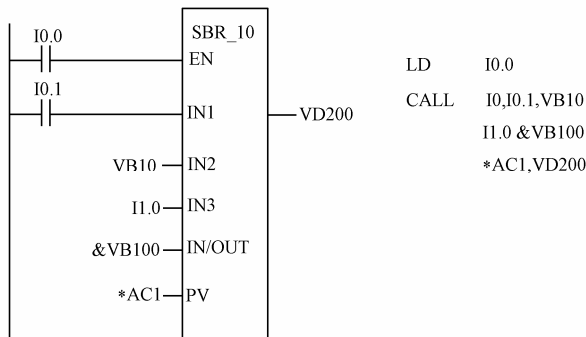 I0.0
SBR_10
EN
I0.1
IN1
VD200
VB10
IN2
I1.0
IN3
&VB100
IN/OUT
*AC1
PV
LD I0.0
CALL I0,I0.1,VB10
I1.0 &VB100
*AC1,VD200